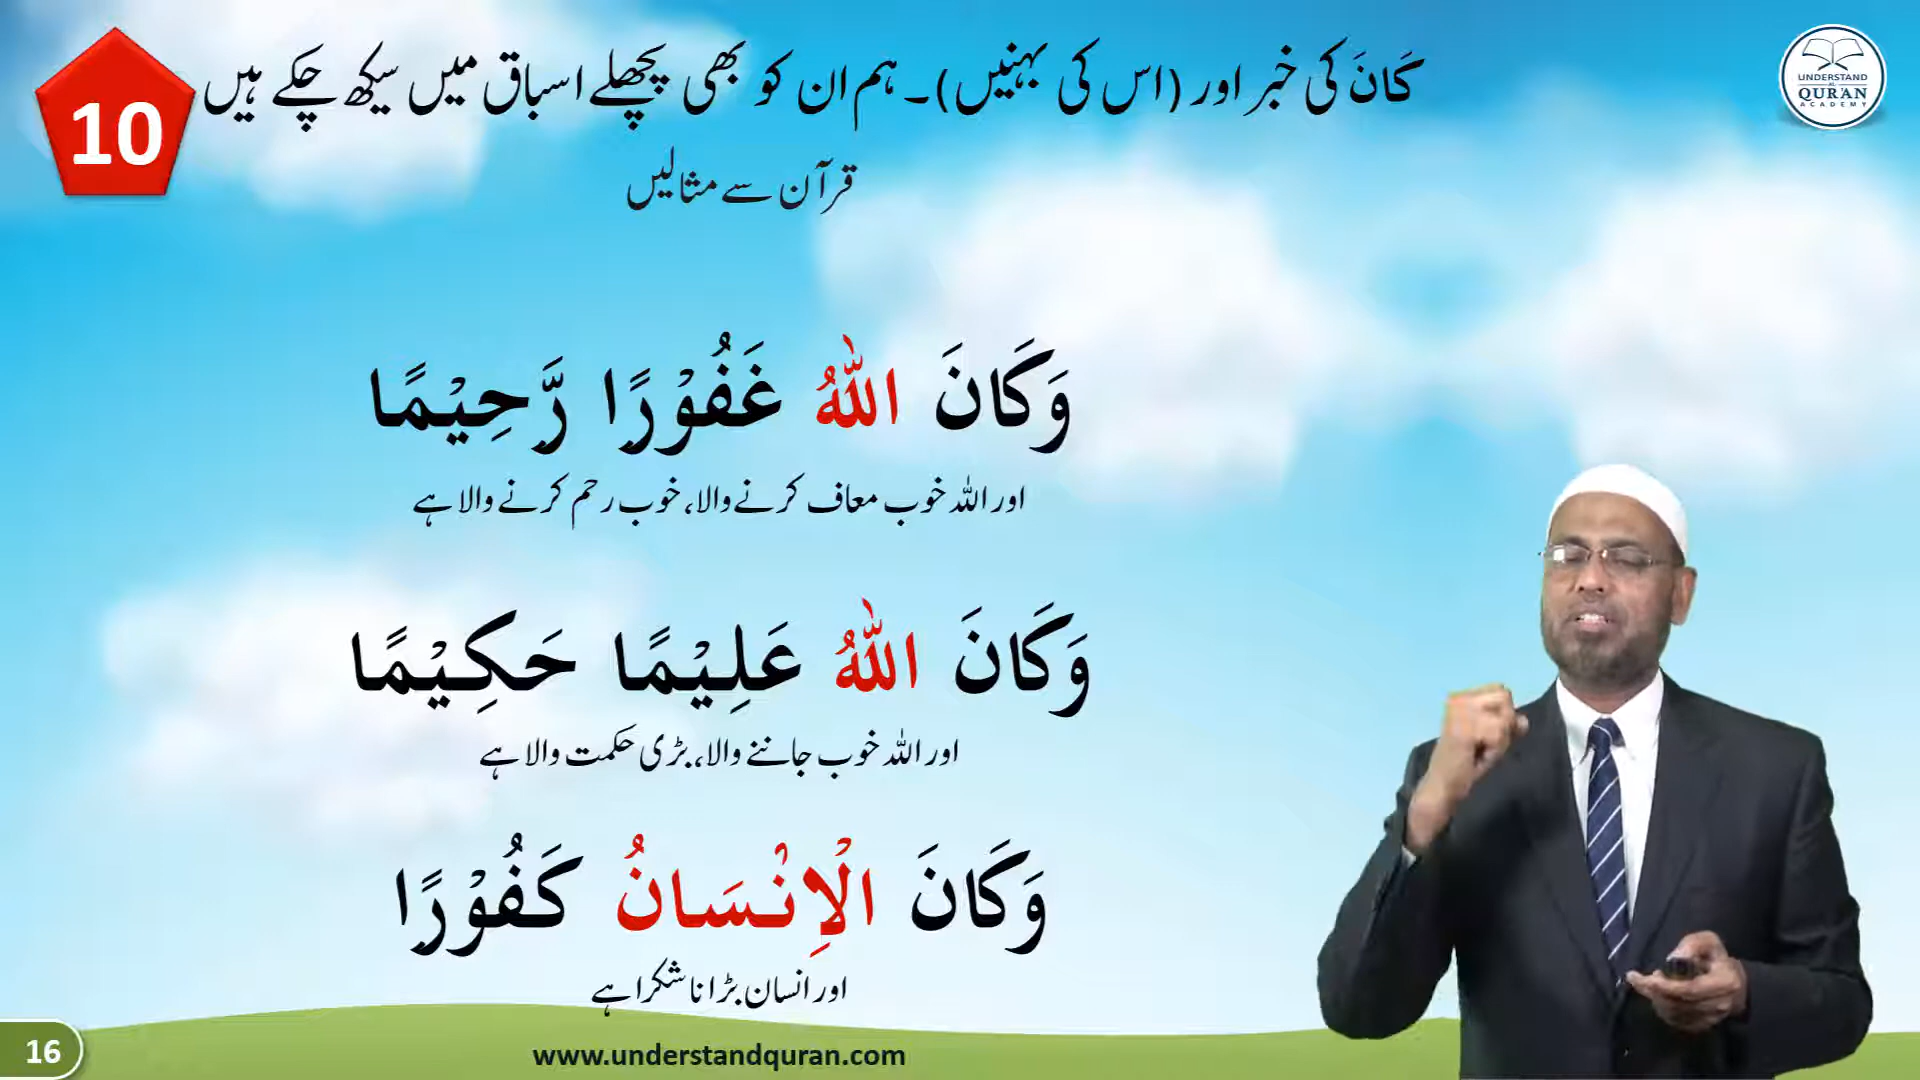 كَانَ کی خبر اور (اس کی بہنیں)۔ ہم ان کو بھی پچھلے اسباق میں سیکھ چکے ہیں
10
UNDERSTAND
AL
QURAN
ACADEMY
قرآن سے مثالیں
وَكَانَ اللّٰهُ غَفُوْرًا رَّحِيْمًا
اور اللہ خوب معاف کرنے والا، خوب رحم کرنے والا ہے
وَكَانَ اللّٰهُ عَلِيْمًا حَكِيْمًا
اور اللہ خوب جاننے والا، بڑی حکمت والا ہے
وَكَانَ الْاِنْسَانُ كَفُوْرًا
اور انسان بڑا ناشکرا ہے
16
www.understandquran.com